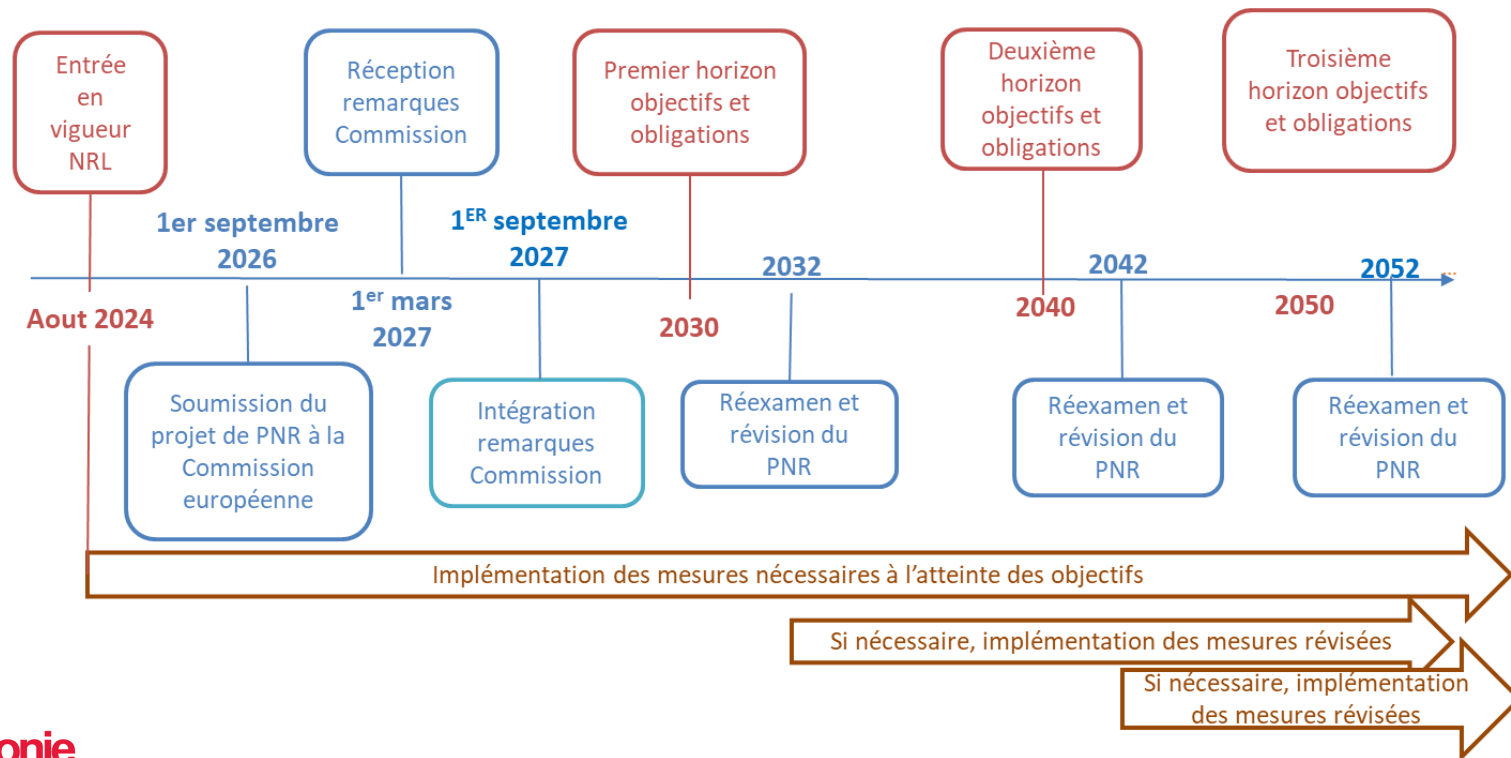 Entrée
en
vigueur
NRL
Réception
remarques
Commission
Premier horizon
objectifs et
obligations
Deuxième
horizon
objectifs et
obligations
Troisième
horizon objectifs
et obligations
1er septembre
2026
1ER septembre
2027
2032
2042
2052
...
Aout 2024
1er mars
2027
2030
2040
2050
Soumission du
projet de PNR à la
Commission
européenne
Intégration
remarques
Commission
Réexamen et
révision du
PNR
Réexamen et
révision du
PNR
Réexamen et
révision du
PNR
Implémentation des mesures nécessaires à l’atteinte des objectifs
Si nécessaire, implémentation des mesures révisées
Si nécessaire, implémentation
des mesures révisées
onie